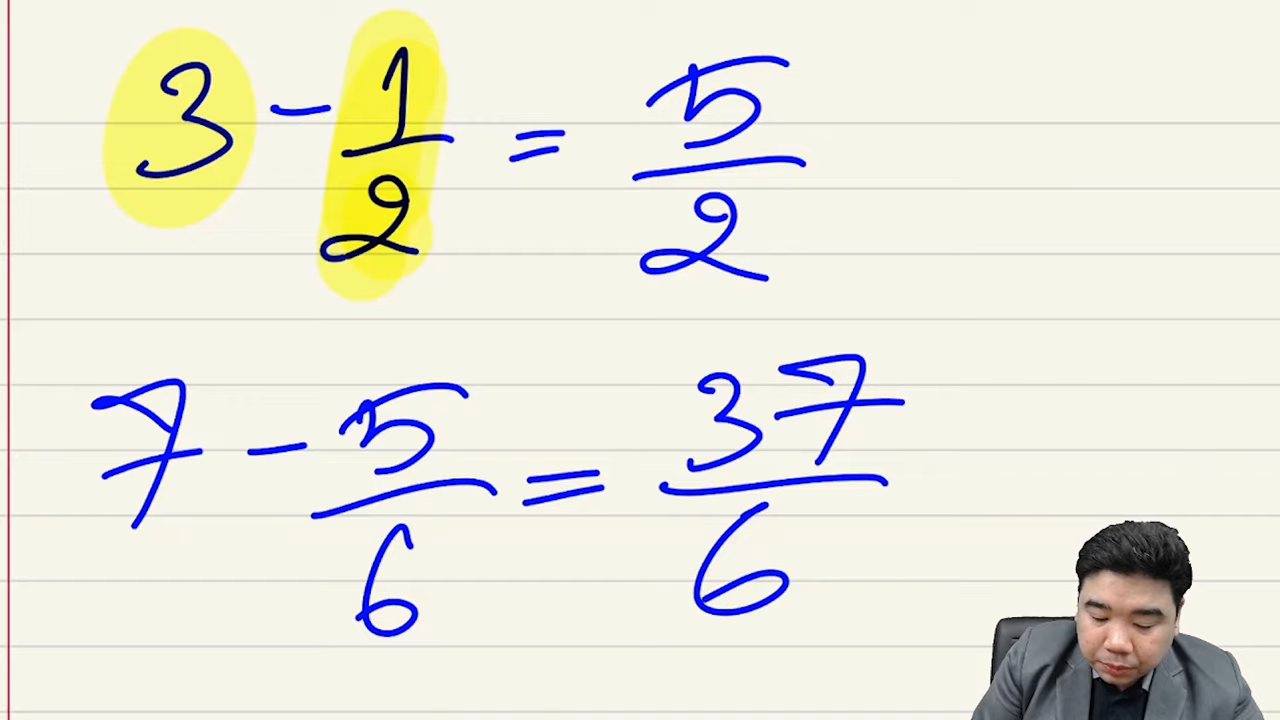 3 - 1/2 = 5/2
7 - 5/6 = 37/6